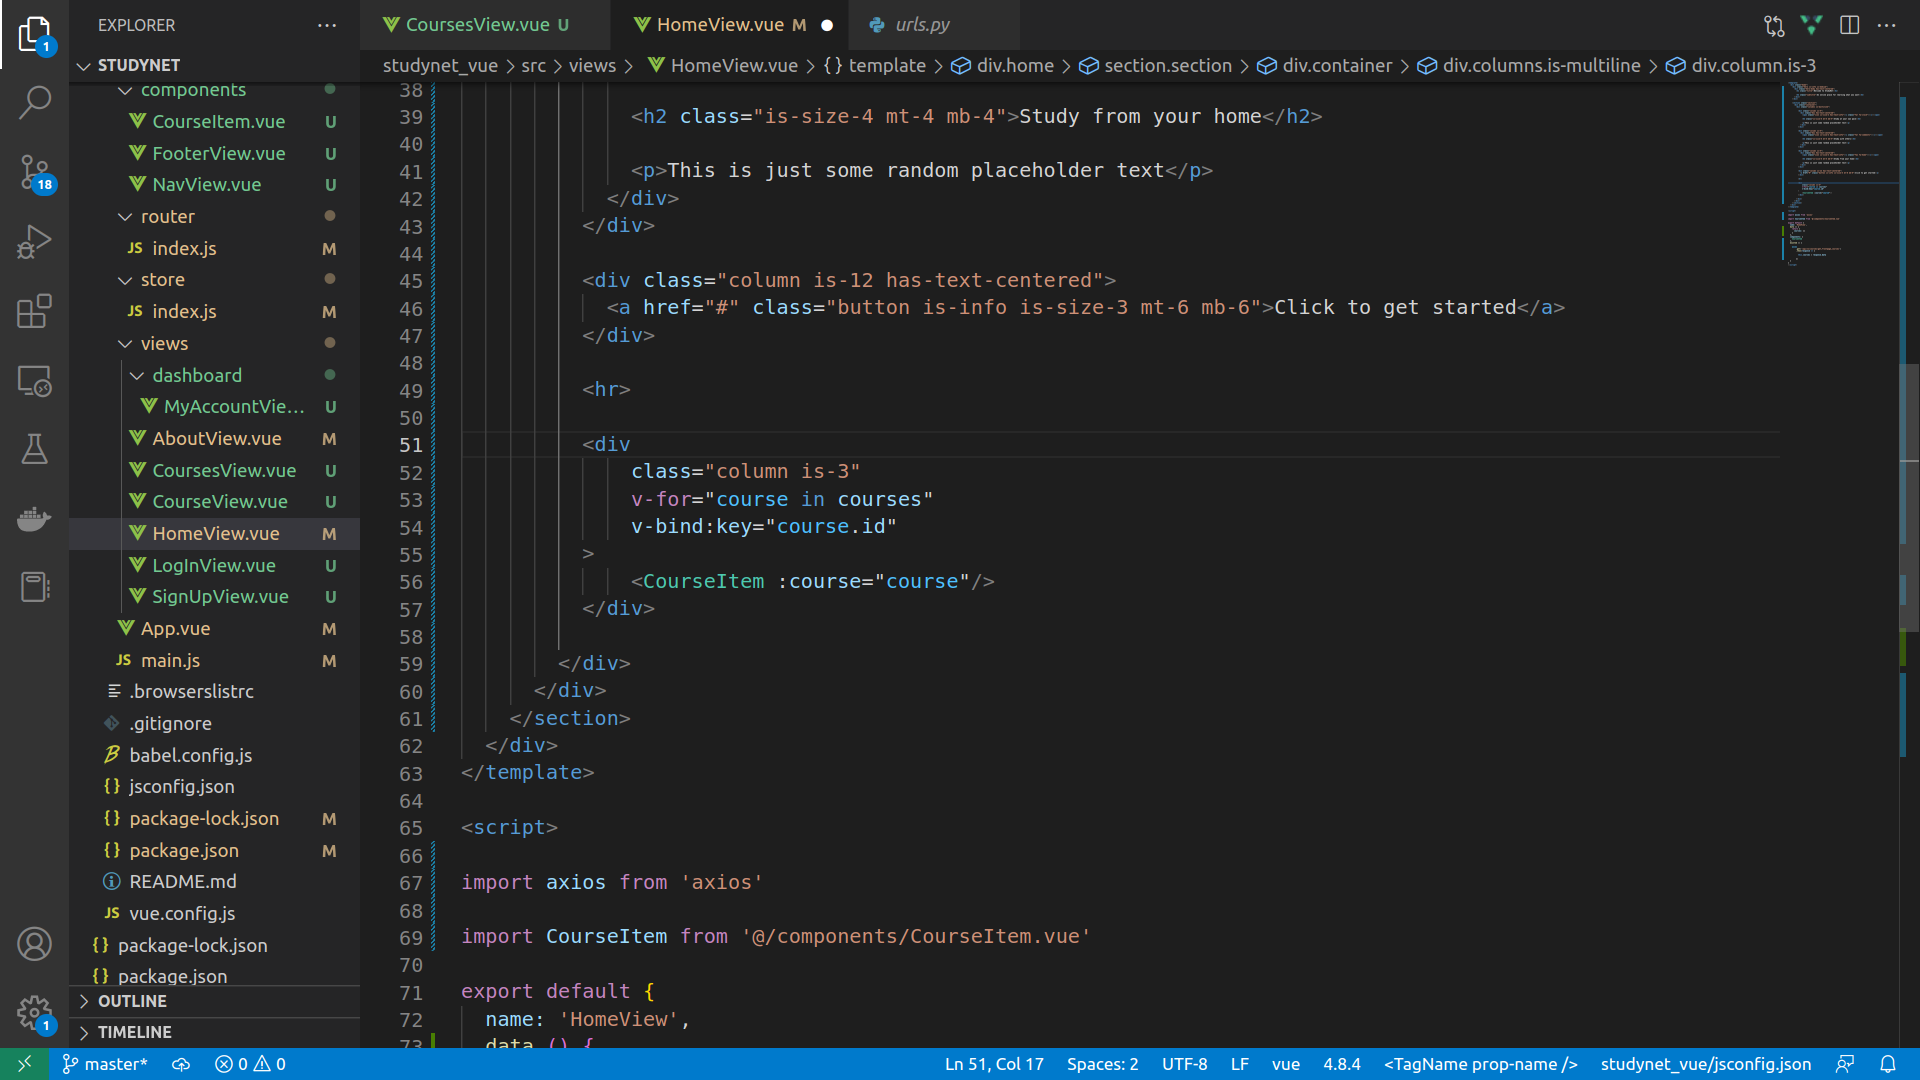 EXPLORER
STUDYNET
components
CourseItem.vue U
FooterView.vue U
NavView.vue U
router
JS index.js M
store
JS index.js M
views
dashboard
MyAccountVie... U
AboutView.vue M
CoursesView.vue U
CourseView.vue U
HomeView.vue M
LogInView.vue U
SignUpView.vue U
App.vue M
JS main.js M
.browserslistrc
.gitignore
babel.config.js
{} jsconfig.json
{} package-lock.json M
{} package.json M
README.md
JS vue.config.js
{} package-lock.json
{} package.json
OUTLINE
TIMELINE
1
18
1
CoursesView.vue U
HomeView.vue M
urls.py
studynet_vue > src > views > HomeView.vue > {} template > div.home > section.section > div.container > div.columns.is-multiline > div.column.is-3
38
39 <h2 class="is-size-4 mt-4 mb-4">Study from your home</h2>
40
41 <p>This is just some random placeholder text</p>
42 </div>
43 </div>
44
45 <div class="column is-12 has-text-centered">
46 <a href="#" class="button is-info is-size-3 mt-6 mb-6">Click to get started</a>
47 </div>
48
49 <hr>
50
51 <div
52 class="column is-3"
53 v-for="course in courses"
54 v-bind:key="course.id"
55 >
56 <CourseItem :course="course"/>
57 </div>
58
59 </div>
60 </div>
61 </section>
62 </div>
63 </template>
64
65 <script>
66
67 import axios from 'axios'
68
69 import CourseItem from '@/components/CourseItem.vue'
70
71 export default {
72 name: 'HomeView',
73 data () {
master* 0 0 Ln 51, Col 17 Spaces: 2 UTF-8 LF vue 4.8.4 <TagName prop-name /> studynet_vue/jsconfig.json